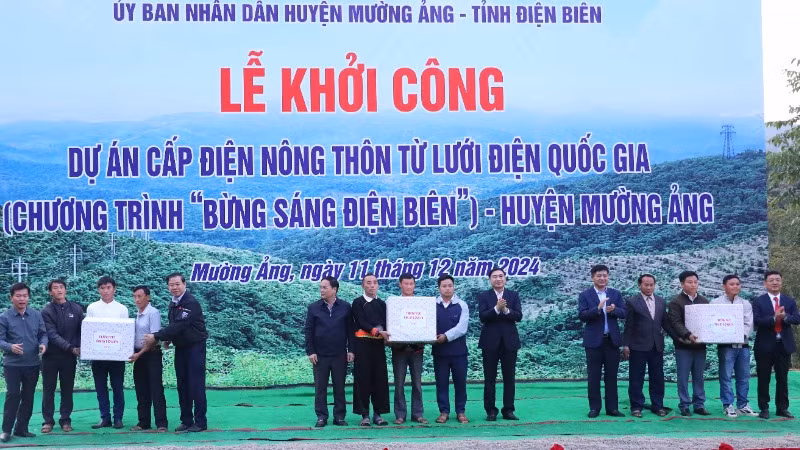 ỦY BAN NHÂN DÂN HUYỆN MƯỜNG ẢNG - TỈNH ĐIỆN BIÊN
LỄ KHỞI CÔNG
DỰ ÁN CẤP ĐIỆN NÔNG THÔN TỪ LƯỚI ĐIỆN QUỐC GIA
(CHƯƠNG TRÌNH “BỪNG SÁNG ĐIỆN BIÊN”) - HUYỆN MƯỜNG ẢNG
Mường Ảng, ngày 11 tháng 12 năm 2024